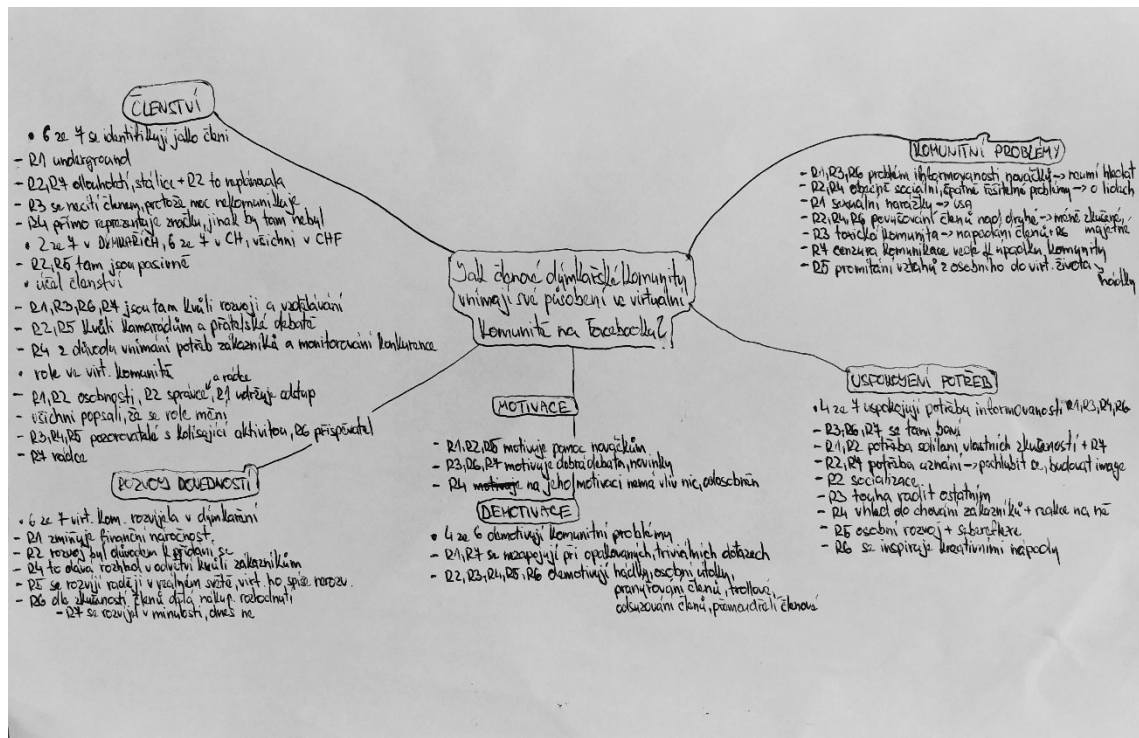 ČLENSTVÍ
• 6 ze 7 se identifikují jako členi
- R1 underground
- R2, R7 dlouholetí, stálice + R2 to
- R3 se necítí členem, protože moc nekomunikuje
- R4 přímo reprezentuje značku, jinak by tam nebyl
• 2 ze 7 v DÝMKAŘÍCH, 6 ze 7 v CH, všichni v CHF
- R2, R5 tam jsou pasivně
• účel členství
- R1, R3, R6, R7 jsou tam kvůli rozvoji a vzdělávání
- R2, R5 kvůli kamarádům a přátelské debatě
- R4 z důvodu vnímání potřeb zákazníků a monitorování konkurence
• role ve virt. komunitě
- R1, R2 osobnosti, R2 správce a rádce, R1 udržuje odstup
- všichni popsali, že se role mění
- R3, R4, R5 pozorovatelé s kolísající aktivitou, R6 přispěvatel
- R7 rádce
ROZVOJ DOVEDNOSTÍ
• 6 ze 7 virt. kom. rozvíjela v dýmkaření
- R1 zmiňuje finanční náročnost
- R2 rozvoj byl důvodem k přidání se
- R4 to dává rozhled v odvětví kvůli zákazníkům
- R5 se rozvíjí raději v reálném světě, virt. ho spíše nerozv.
- R6 dle zkušeností členů dělá nákup. rozhodnutí
- R7 se rozvíjel v minulosti, dnes ne
Jak členové dýmkařské komunity
vnímají své působení ve virtuální
komunitě na Facebooku?
MOTIVACE
- R1, R2, R5 motivuje pomoc nováčkům
- R3, R6, R7 motivuje dobrá debata, novinky
- R4 motivuje na jeho motivaci nemá vliv nic, odosobněn
DEMOTIVACE
• 4 ze 6 demotivují komunitní problémy
- R1, R7 se nezapojují při opakovaných, triviálních dotazech
- R2, R3, R4, R5, R6 demotivují hádky, osobní útoky,
pranýřování členů, trollové,
odsuzování členů, přemoudřelí členové
KOMUNITNÍ PROBLÉMY
- R1, R3, R6 problém informovanosti nováčků → neumí hledat
- R2, R4 obecně sociální, špatně řešitelné problémy → o lidech
- R1 sexuální narážky → USA
- R2, R4, R6 povyšování členů nad druhé → méně zkušené,
- R3 toxická komunita → napadání členů + R6 majetné
- R7 cenzura komunikace vede k úpadku komunity
- R5 promítání vztahů z osobního do virt. života → hádky
USPOKOJENÍ POTŘEB
• 4 ze 7 uspokojují potřebu informovanosti R1, R3, R4, R6
- R3, R6, R7 se tam baví
- R1, R2 potřeba sdílení vlastních zkušeností + R7
- R2, R7 potřeba uznání → pochlubit se, budovat image
- R2 socializace
- R3 touha radit ostatním
- R4 vhled do chování zákazníků + reakce na ně
- R5 osobní rozvoj + sebereflexe
- R6 se inspiruje kreativními nápady